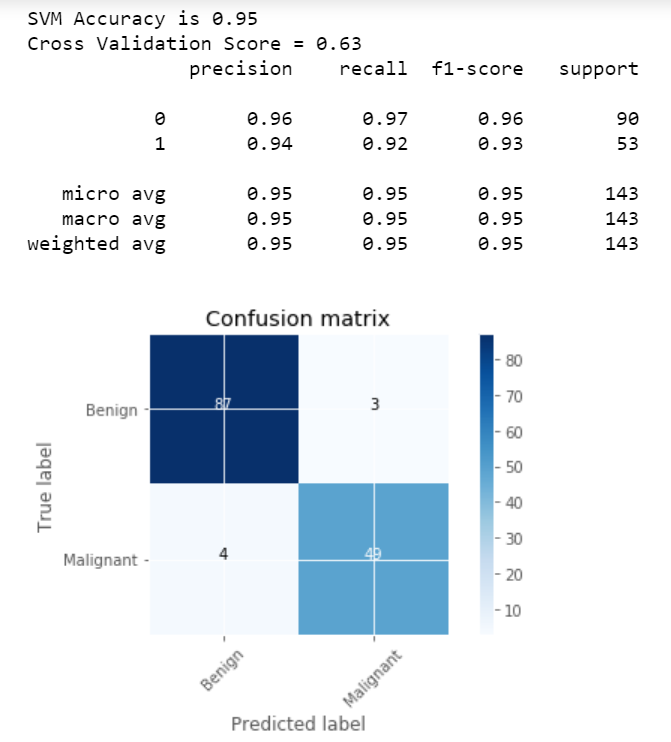 SVM Accuracy is 0.95
Cross Validation Score = 0.63
precision recall f1-score support
0 0.96 0.97 0.96 90
1 0.94 0.92 0.93 53
micro avg 0.95 0.95 0.95 143
macro avg 0.95 0.95 0.95 143
weighted avg 0.95 0.95 0.95 143
Confusion matrix
True label
Benign 87 3
Malignant 4 49
Benign Malignant
Predicted label
80
70
60
50
40
30
20
10